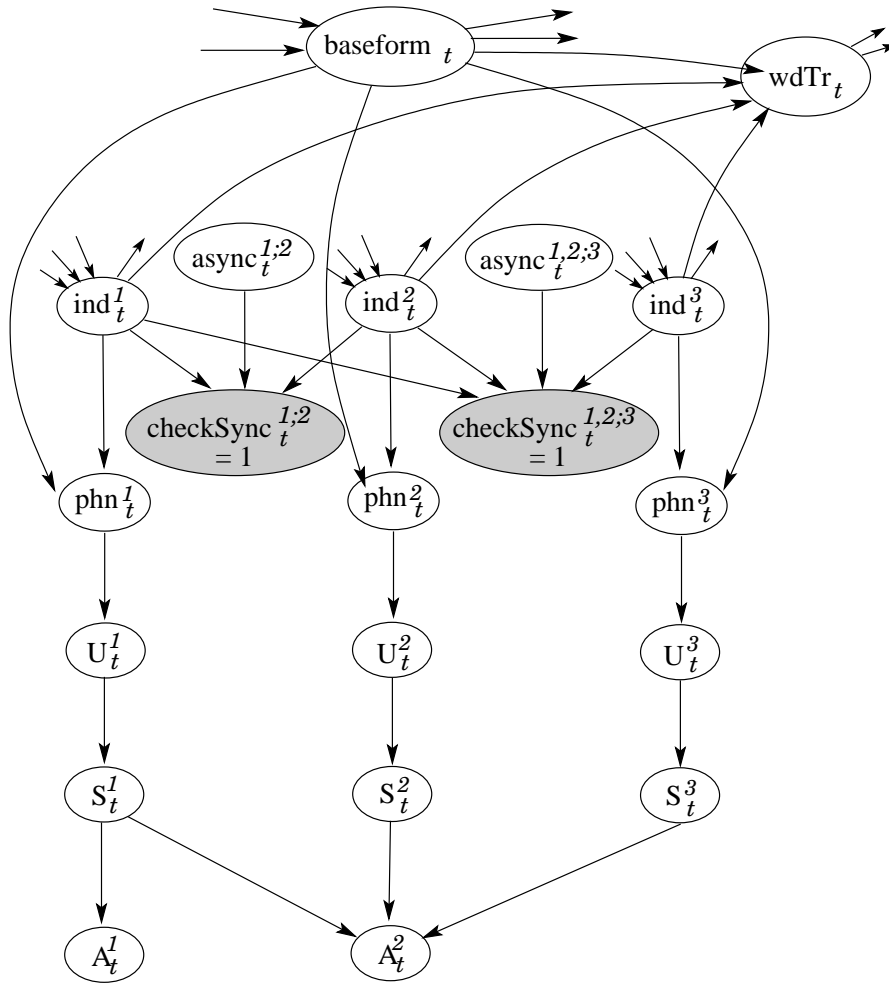 baseform t
wdTr t
async t 1;2
async t 1,2;3
ind t 1
ind t 2
ind t 3
checkSync t 1;2
= 1
checkSync t 1,2;3
= 1
phn t 1
phn t 2
phn t 3
U t 1
U t 2
U t 3
S t 1
S t 2
S t 3
A t 1
A t 2